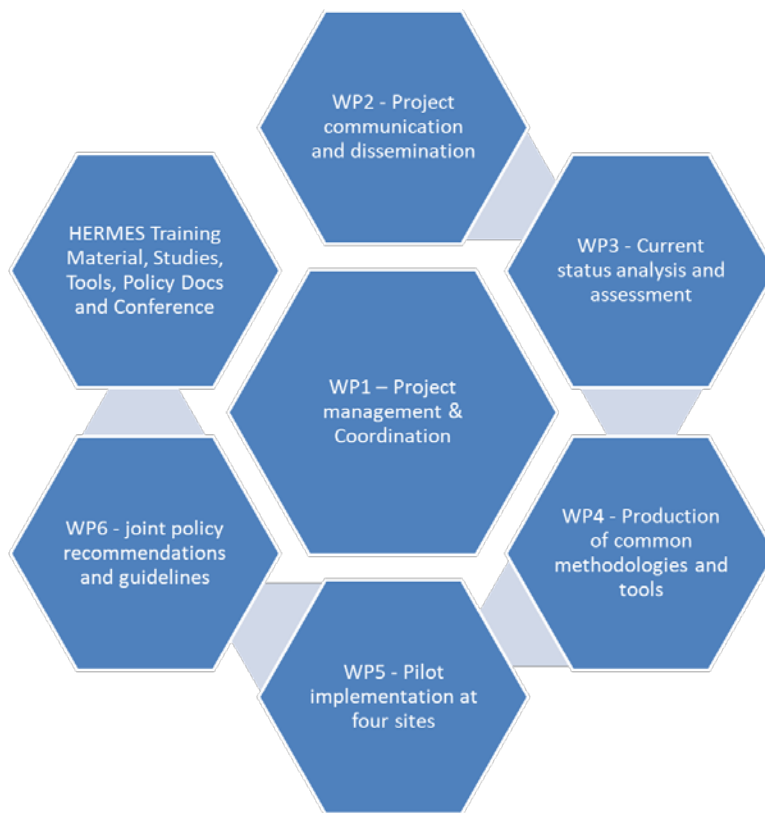 WP2 - Project
communication
and dissemination
HERMES Training
Material, Studies,
Tools, Policy Docs
and Conference
WP3 - Current
status analysis and
assessment
WP1 – Project
management &
Coordination
WP6 - joint policy
recommendations
and guidelines
WP4 - Production
of common
methodologies and
tools
WP5 - Pilot
implementation at
four sites